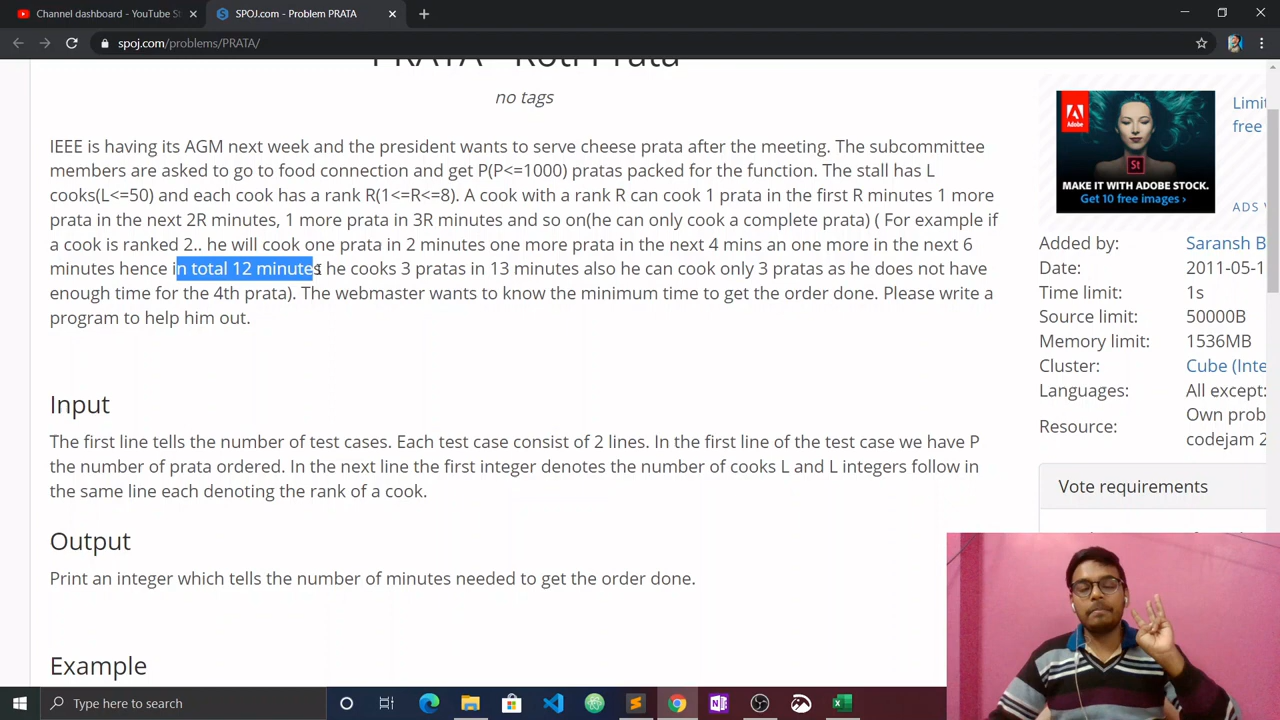 Channel dashboard - YouTube St
SPOJ.com - Problem PRATA
spoj.com/problems/PRATA/
PRATA - Roti Prata
no tags
IEEE is having its AGM next week and the president wants to serve cheese prata after the meeting. The subcommittee
members are asked to go to food connection and get P(P<=1000) pratas packed for the function. The stall has L
cooks(L<=50) and each cook has a rank R(1<=R<=8). A cook with a rank R can cook 1 prata in the first R minutes 1 more
prata in the next 2R minutes, 1 more prata in 3R minutes and so on(he can only cook a complete prata) ( For example if
a cook is ranked 2.. he will cook one prata in 2 minutes one more prata in the next 4 mins an one more in the next 6
minutes hence in total 12 minutes he cooks 3 pratas in 13 minutes also he can cook only 3 pratas as he does not have
enough time for the 4th prata). The webmaster wants to know the minimum time to get the order done. Please write a
program to help him out.
Input
The first line tells the number of test cases. Each test case consist of 2 lines. In the first line of the test case we have P
the number of prata ordered. In the next line the first integer denotes the number of cooks L and L integers follow in
the same line each denoting the rank of a cook.
Output
Print an integer which tells the number of minutes needed to get the order done.
Example
MAKE IT WITH ADOBE STOCK.
Get 10 free images ›
Adobe
St
Limi
free
ADS V
Added by: Saransh B
Date: 2011-05-1
Time limit: 1s
Source limit: 50000B
Memory limit: 1536MB
Cluster: Cube (Inte
Languages: All except:
Resource: Own prob
codejam 2
Vote requirements
Type here to search